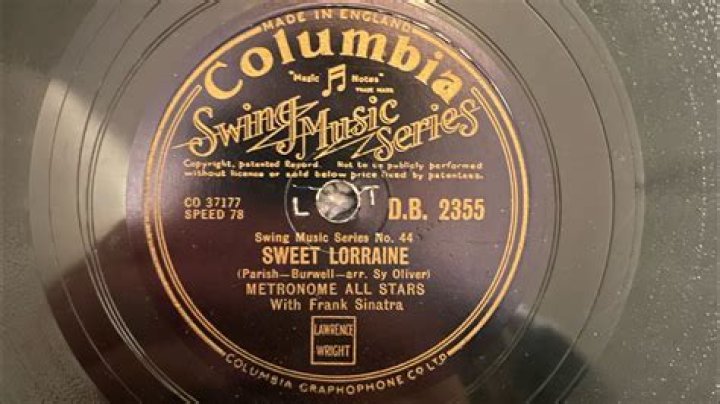 MADE IN ENGLAND
Columbia
"Magic Notes"
TRADE MARK
Swing Music Series
Copyright, patented Record. Not to be publicly performed
without licence or sold below price fixed by patentees.
CO 37177
SPEED 78
L T
D.B. 2355
Swing Music Series No. 44
SWEET LORRAINE
(Parish—Burwell—arr. Sy Oliver)
METRONOME ALL STARS
With Frank Sinatra
LAWRENCE
WRIGHT
COLUMBIA GRAPHOPHONE CO LTD